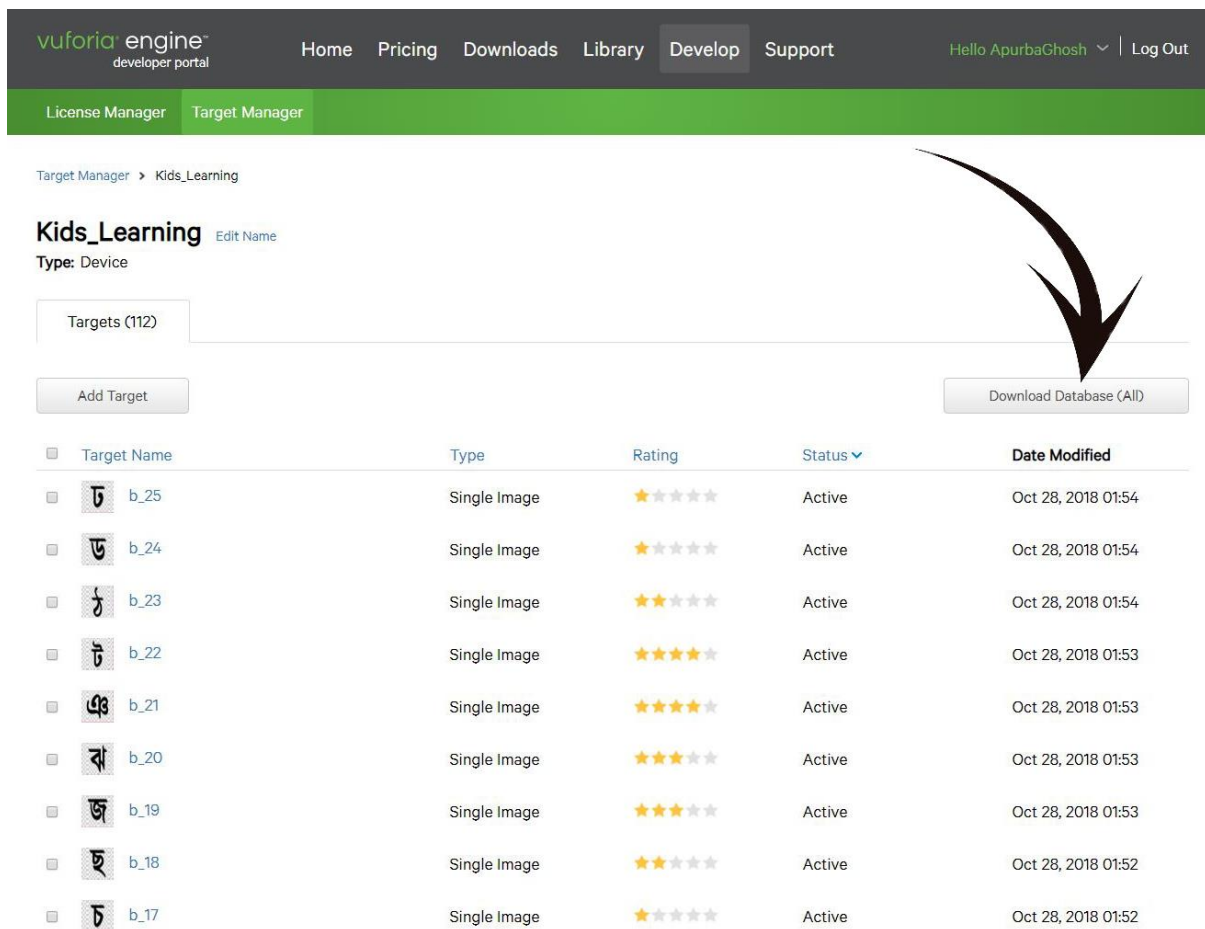 vuforia engine™
developer portal
Home Pricing Downloads Library Develop Support
Hello ApurbaGhosh | Log Out
License Manager Target Manager
Target Manager > Kids_Learning
Kids_Learning Edit Name
Type: Device
Targets (112)
Add Target Download Database (All)
Target Name Type Rating Status Date Modified
ঢ b_25 Single Image Active Oct 28, 2018 01:54
ড b_24 Single Image Active Oct 28, 2018 01:54
ঠ b_23 Single Image Active Oct 28, 2018 01:54
ট b_22 Single Image Active Oct 28, 2018 01:53
ঞ b_21 Single Image Active Oct 28, 2018 01:53
ঝ b_20 Single Image Active Oct 28, 2018 01:53
জ b_19 Single Image Active Oct 28, 2018 01:53
ছ b_18 Single Image Active Oct 28, 2018 01:52
চ b_17 Single Image Active Oct 28, 2018 01:52